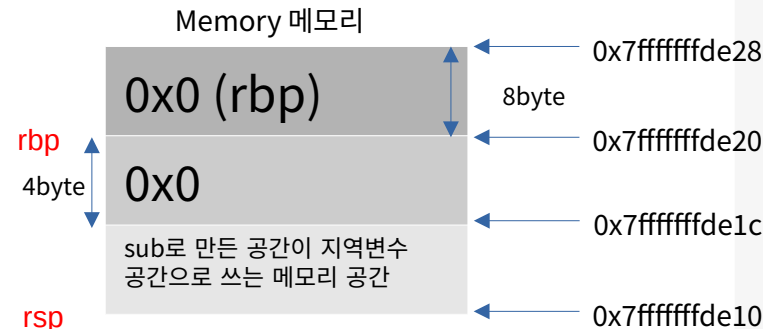 Memory 메모리
0x7fffffffde28
0x0 (rbp)
8byte
rbp
0x7fffffffde20
4byte
0x0
0x7fffffffde1c
sub로 만든 공간이 지역변수
공간으로 쓰는 메모리 공간
rsp
0x7fffffffde10